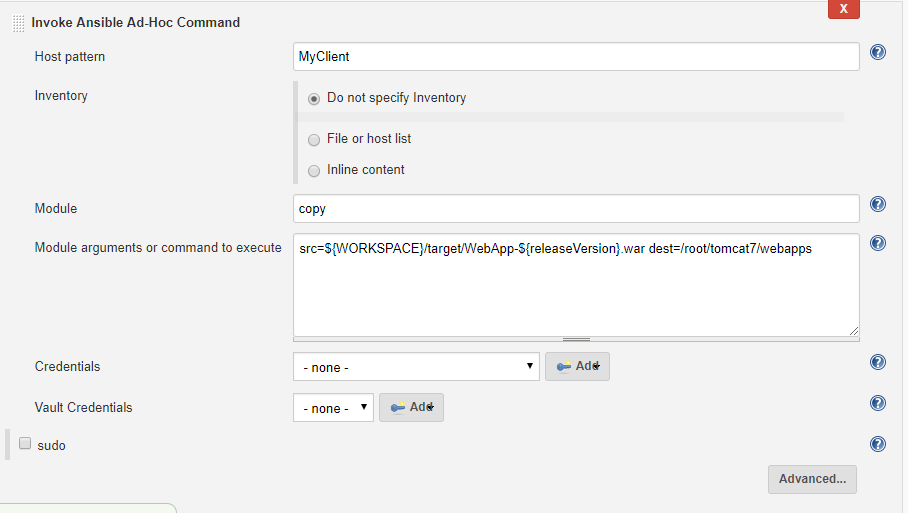 X
Invoke Ansible Ad-Hoc Command
Host pattern
MyClient
Inventory
Do not specify Inventory
File or host list
Inline content
Module
copy
Module arguments or command to execute
src=${WORKSPACE}/target/WebApp-${releaseVersion}.war dest=/root/tomcat7/webapps
Credentials
- none -
Add
Vault Credentials
- none -
Add
sudo
Advanced...